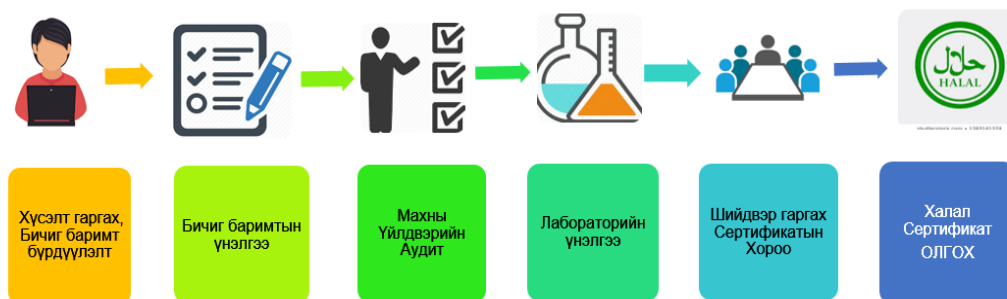 حلال
HALAL
Хүсэлт гаргах,
Бичиг баримт
бүрдүүлэлт
Бичиг баримтын
үнэлгээ
Махны
Үйлдвэрийн
Аудит
Лабораторийн
үнэлгээ
Шийдвэр гаргах
Сертификатын
Хороо
Халал
Сертификат
ОЛГОХ